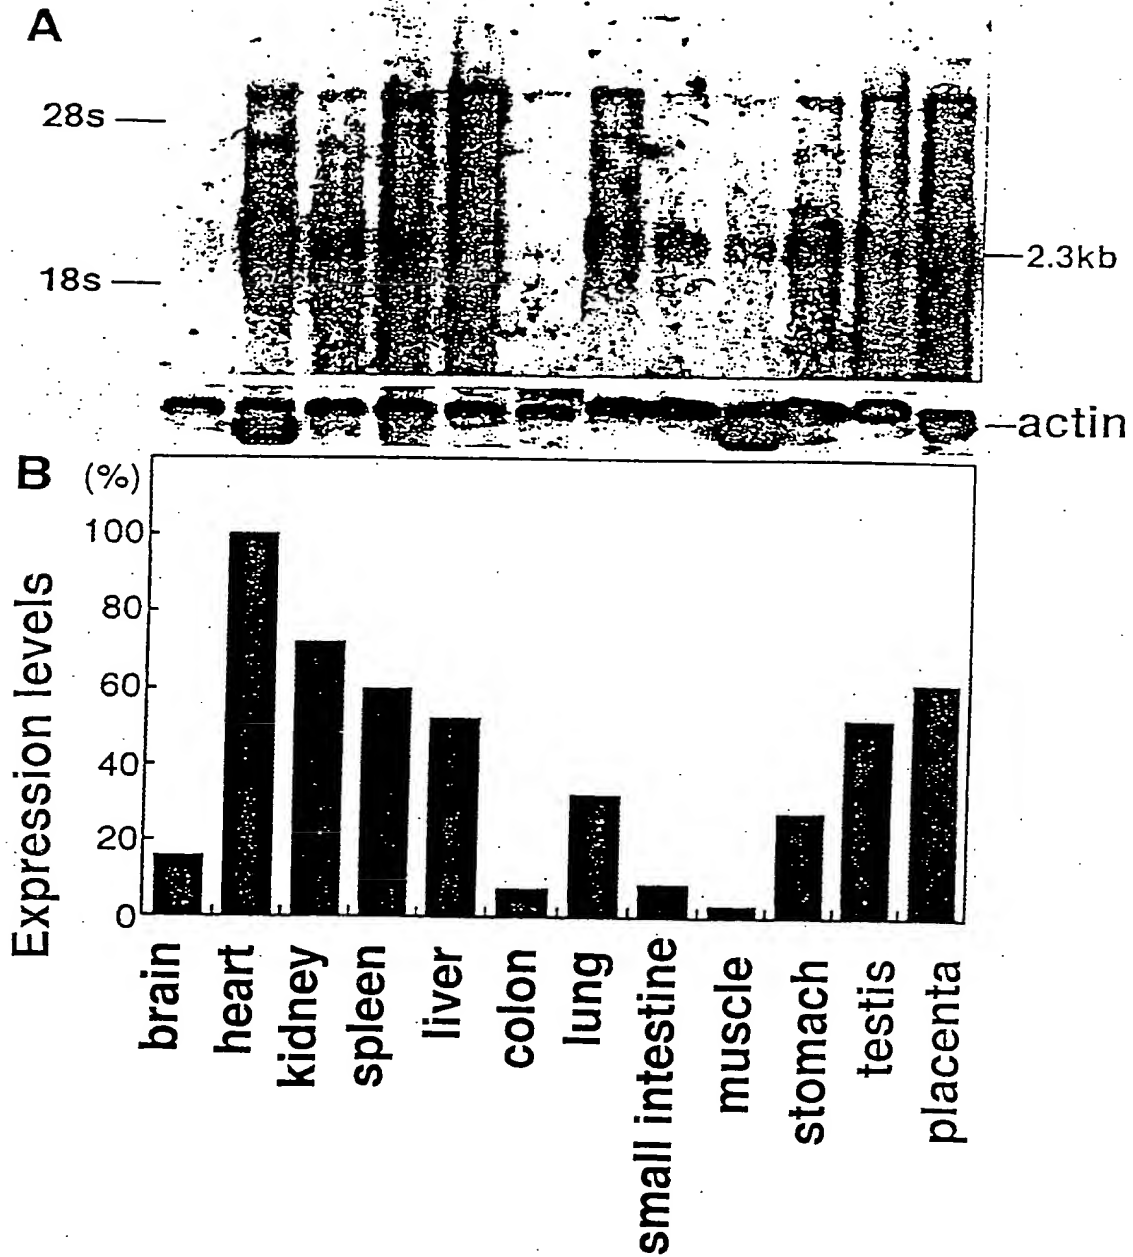 A
28s
18s
2.3kb
actin
B
(%)
100
80
60
40
20
0
Expression levels
brain
heart
kidney
spleen
liver
colon
lung
small intestine
muscle
stomach
testis
placenta